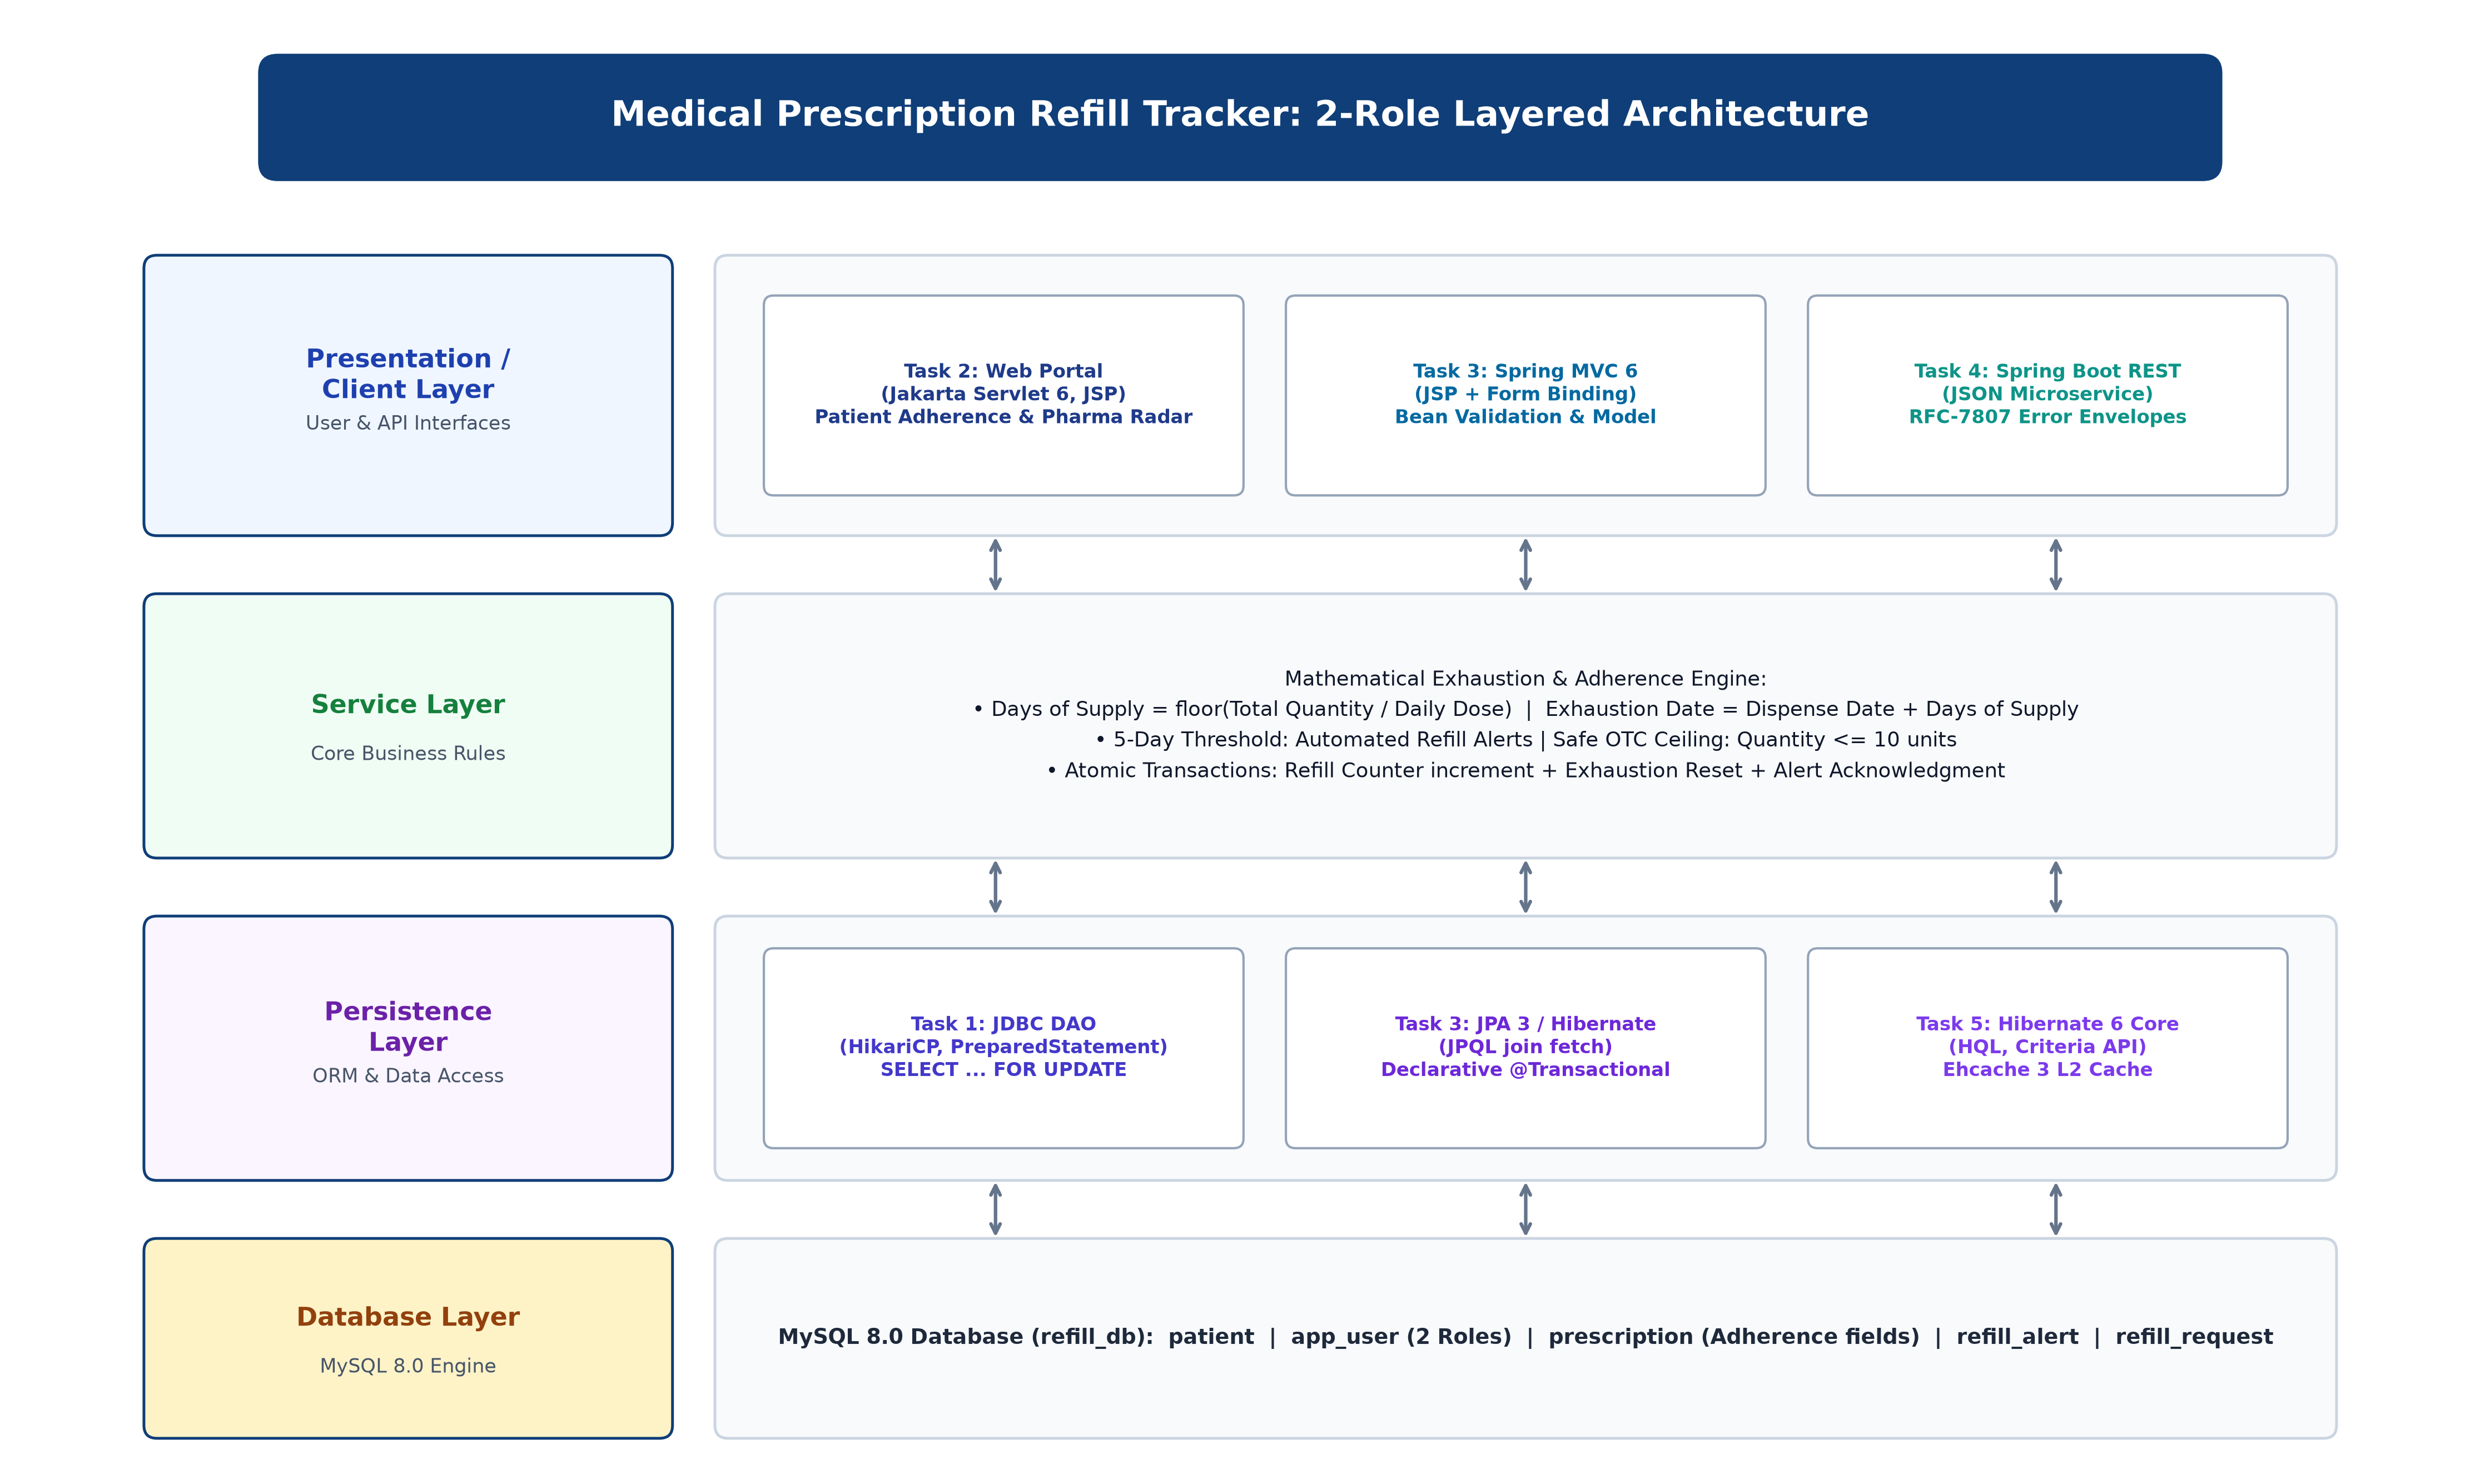 Medical Prescription Refill Tracker: 2-Role Layered Architecture
Presentation /
Client Layer
User & API Interfaces
Task 2: Web Portal
(Jakarta Servlet 6, JSP)
Patient Adherence & Pharma Radar
Task 3: Spring MVC 6
(JSP + Form Binding)
Bean Validation & Model
Task 4: Spring Boot REST
(JSON Microservice)
RFC-7807 Error Envelopes
Service Layer
Core Business Rules
Mathematical Exhaustion & Adherence Engine:
• Days of Supply = floor(Total Quantity / Daily Dose) | Exhaustion Date = Dispense Date + Days of Supply
• 5-Day Threshold: Automated Refill Alerts | Safe OTC Ceiling: Quantity <= 10 units
• Atomic Transactions: Refill Counter increment + Exhaustion Reset + Alert Acknowledgment
Persistence
Layer
ORM & Data Access
Task 1: JDBC DAO
(HikariCP, PreparedStatement)
SELECT ... FOR UPDATE
Task 3: JPA 3 / Hibernate
(JPQL join fetch)
Declarative @Transactional
Task 5: Hibernate 6 Core
(HQL, Criteria API)
Ehcache 3 L2 Cache
Database Layer
MySQL 8.0 Engine
MySQL 8.0 Database (refill_db): patient | app_user (2 Roles) | prescription (Adherence fields) | refill_alert | refill_request